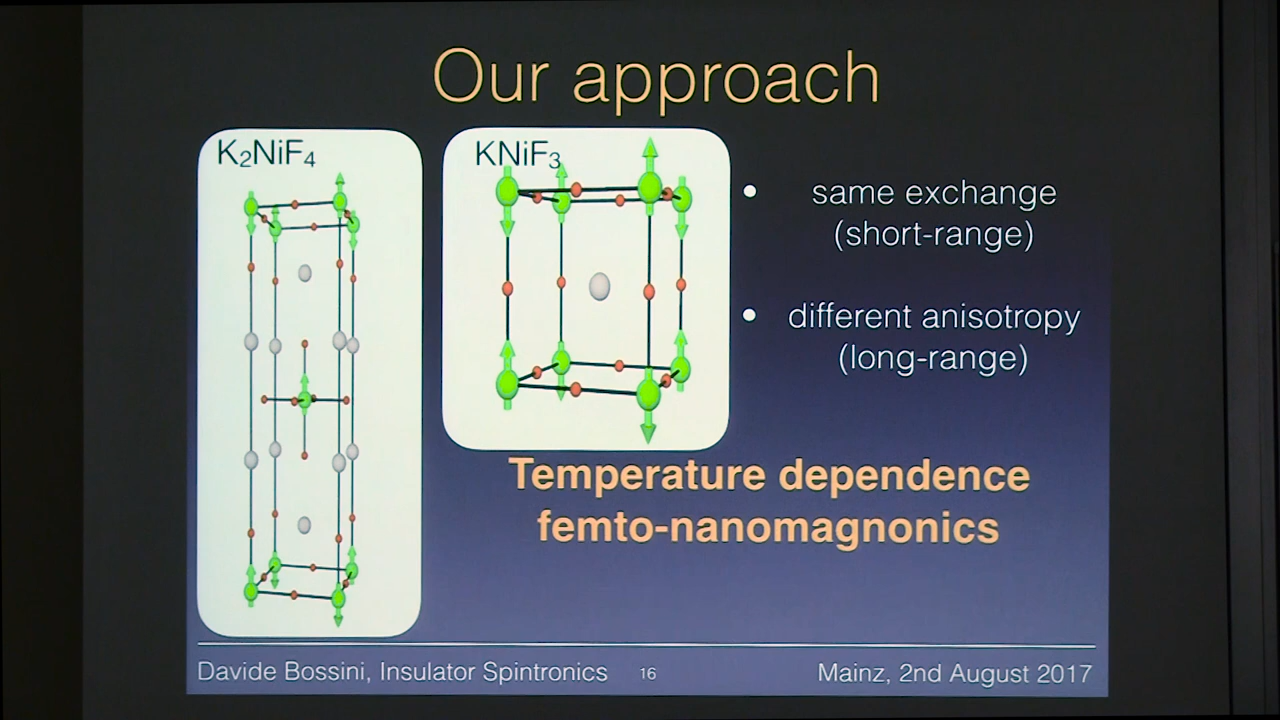 Our approach
K₂NiF₄
KNiF₃
• same exchange
(short-range)
• different anisotropy
(long-range)
Temperature dependence
femto-nanomagnonics
Davide Bossini, Insulator Spintronics 16 Mainz, 2nd August 2017